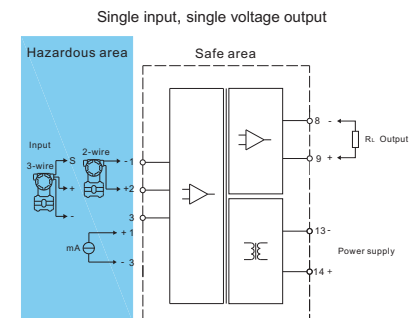 Single input, single voltage output
Hazardous area
Safe area
Input
3-wire
2-wire
S
+
-
- 1
+2
3
mA
+ 1
- 3
8 -
9 +
RL Output
13 -
14 +
Power supply